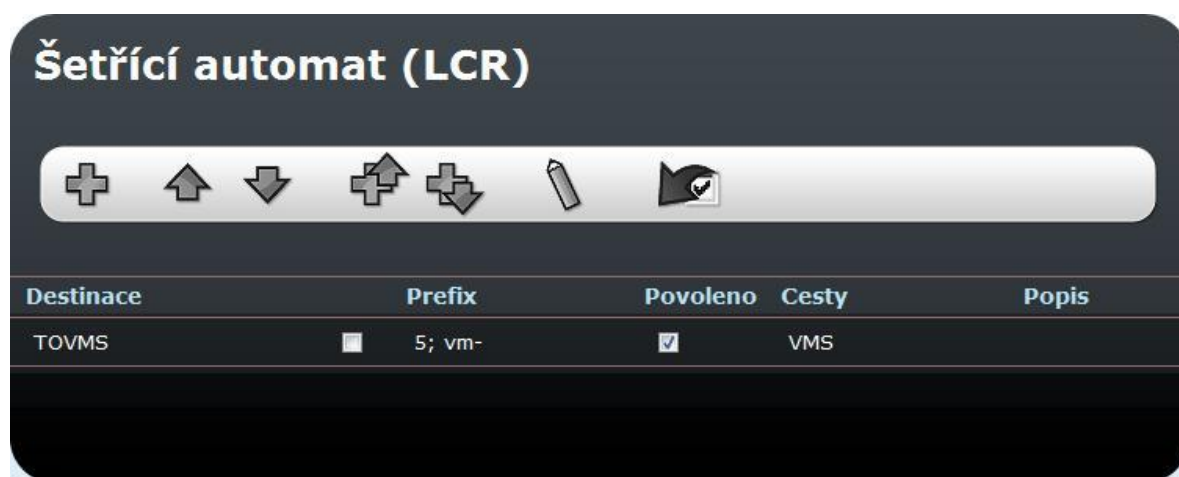 Šetřící automat (LCR)
Destinace Prefix Povoleno Cesty Popis
TOVMS 5; vm- VMS